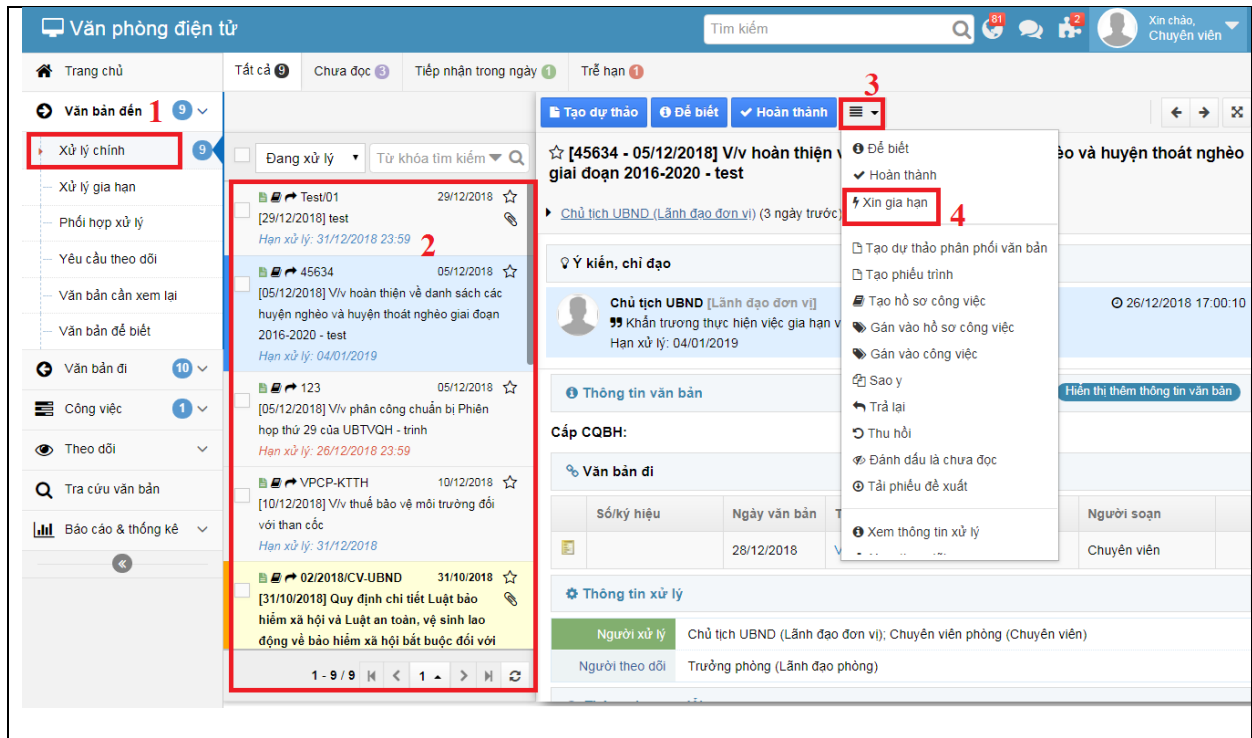 Văn phòng điện tử
Tìm kiếm
81
2
Xin chào,
Chuyên viên
Trang chủ
Văn bản đến 1 9
Xử lý chính 9
Xử lý gia hạn
Phối hợp xử lý
Yêu cầu theo dõi
Văn bản cần xem lại
Văn bản để biết
Văn bản đi 10
Công việc 1
Theo dõi
Tra cứu văn bản
Báo cáo & thống kê
Tất cả 9 Chưa đọc 3 Tiếp nhận trong ngày 1 Trễ hạn 1
Đang xử lý Từ khóa tìm kiếm
Test/01 29/12/2018
[29/12/2018] test
Hạn xử lý: 31/12/2018 23:59
2
45634 05/12/2018
[05/12/2018] V/v hoàn thiện về danh sách các
huyện nghèo và huyện thoát nghèo giai đoạn
2016-2020 - test
Hạn xử lý: 04/01/2019
123 05/12/2018
[05/12/2018] V/v phân công chuẩn bị Phiên
họp thứ 29 của UBTVQH - trinh
Hạn xử lý: 26/12/2018 23:59
VPCP-KTTH 10/12/2018
[10/12/2018] V/v thuế bảo vệ môi trường đối
với than cốc
Hạn xử lý: 31/12/2018
02/2018/CV-UBND 31/10/2018
[31/10/2018] Quy định chi tiết Luật bảo
hiểm xã hội và Luật an toàn, vệ sinh lao
động về bảo hiểm xã hội bắt buộc đối với
1 - 9 / 9 1
3
Tạo dự thảo Để biết Hoàn thành
[45634 - 05/12/2018] V/v hoàn thiện èo và huyện thoát nghèo
giai đoạn 2016-2020 - test
Chủ tịch UBND (Lãnh đạo đơn vị) (3 ngày trước)
Ý kiến, chỉ đạo
Chủ tịch UBND [Lãnh đạo đơn vị] 26/12/2018 17:00:10
Khẩn trương thực hiện việc gia hạn v
Hạn xử lý: 04/01/2019
Thông tin văn bản Hiển thị thêm thông tin văn bản
Cấp CQBH:
Văn bản đi
Số/ký hiệu Ngày văn bản T Người soạn
28/12/2018 V Chuyên viên
Thông tin xử lý
Người xử lý Chủ tịch UBND (Lãnh đạo đơn vị); Chuyên viên phòng (Chuyên viên)
Người theo dõi Trưởng phòng (Lãnh đạo phòng)
Để biết
Hoàn thành
Xin gia hạn 4
Tạo dự thảo phân phối văn bản
Tạo phiếu trình
Tạo hồ sơ công việc
Gán vào hồ sơ công việc
Gán vào công việc
Sao y
Trả lại
Thu hồi
Đánh dấu là chưa đọc
Tải phiếu đề xuất
Xem thông tin xử lý